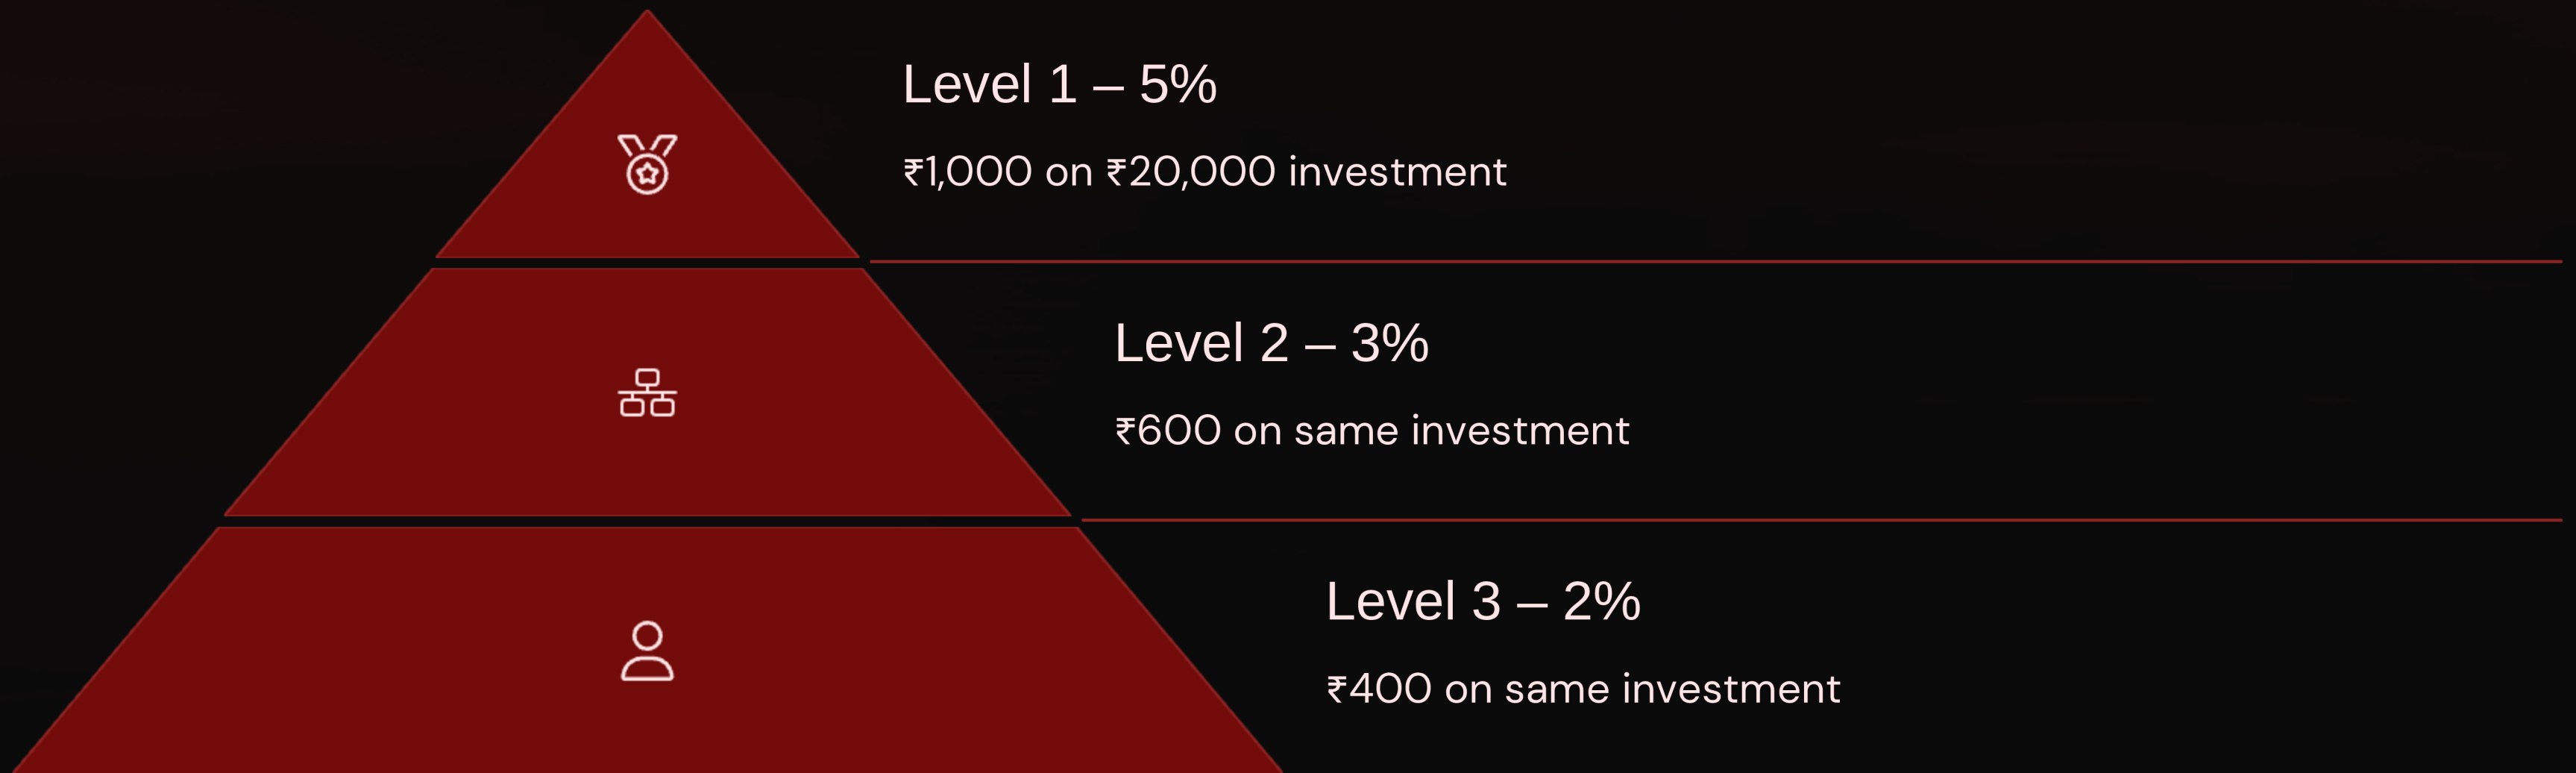 Level 1 – 5%
₹1,000 on ₹20,000 investment
Level 2 – 3%
₹600 on same investment
Level 3 – 2%
₹400 on same investment